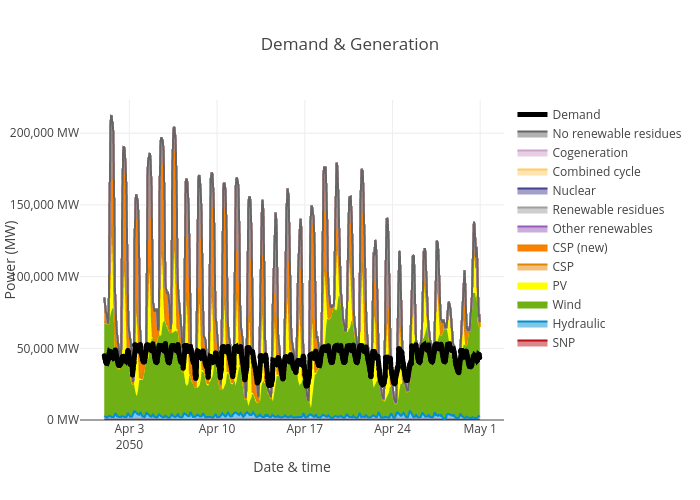 Demand & Generation
200,000 MW
150,000 MW
100,000 MW
50,000 MW
0 MW
Power (MW)
Apr 3
2050
Apr 10
Apr 17
Apr 24
May 1
Date & time
Demand
No renewable residues
Cogeneration
Combined cycle
Nuclear
Renewable residues
Other renewables
CSP (new)
CSP
PV
Wind
Hydraulic
SNP